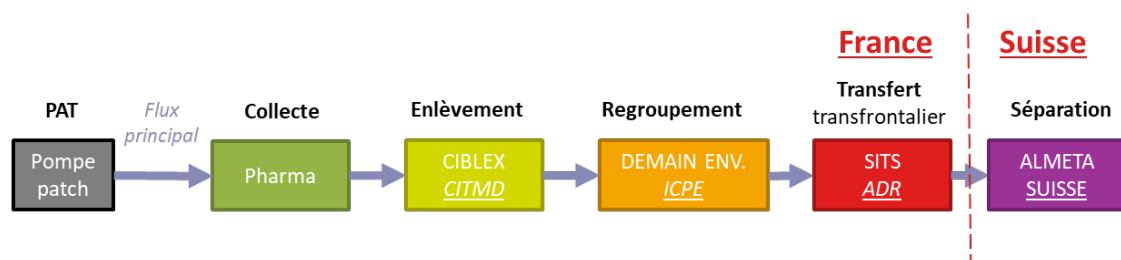 France
Suisse
PAT
Flux
principal
Collecte
Enlèvement
Regroupement
Transfert
transfrontalier
Séparation
Pompe
patch
Pharma
CIBLEX
CITMD
DEMAIN ENV.
ICPE
SITS
ADR
ALMETA
SUISSE